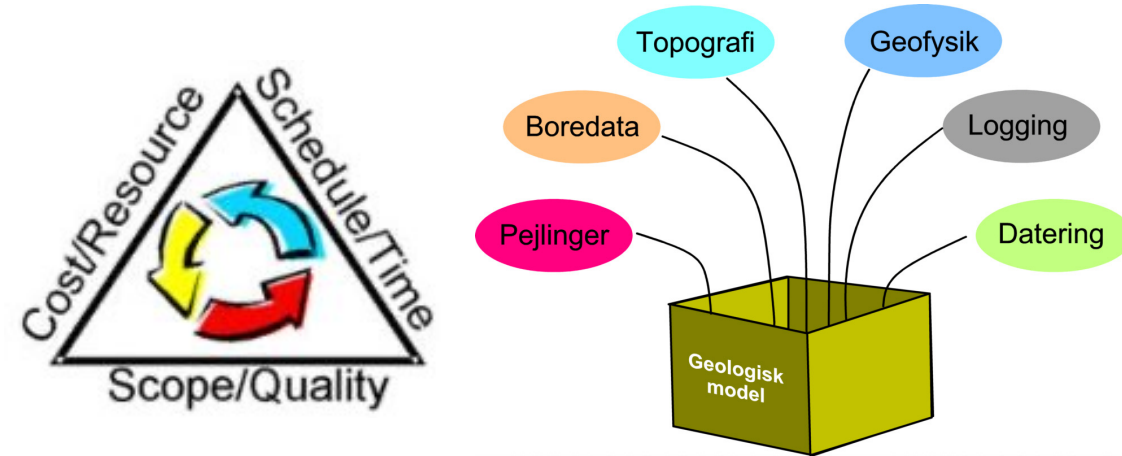 Cost/Resource
Schedule/Time
Scope/Quality
Topografi
Geofysik
Boredata
Logging
Pejlinger
Datering
Geologisk
model